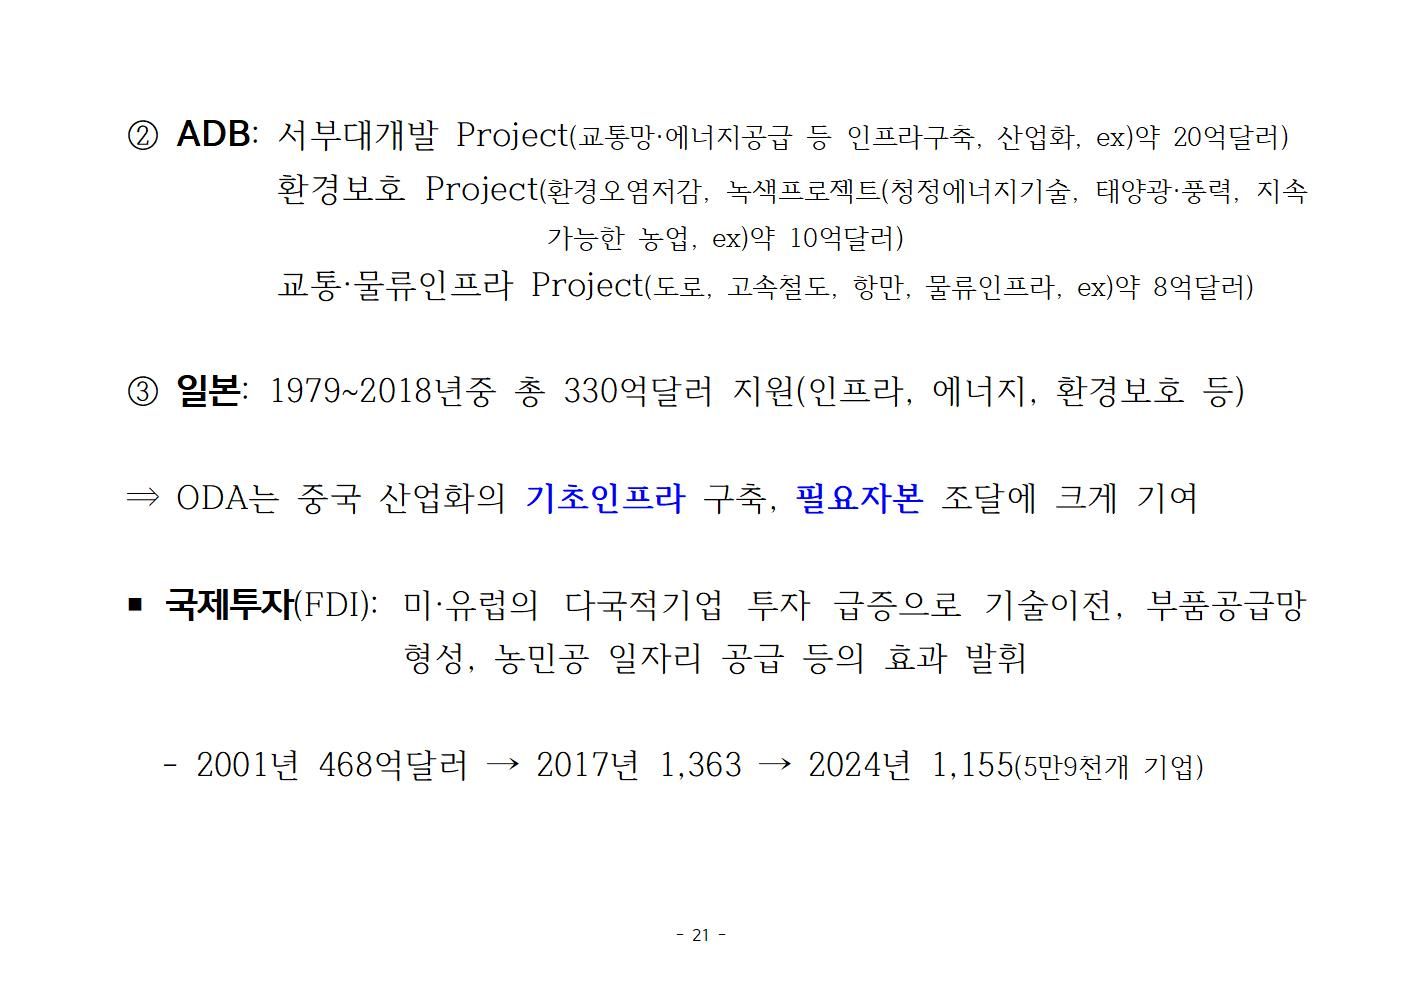 ② ADB: 서부대개발 Project(교통망·에너지공급 등 인프라구축, 산업화, ex)약 20억달러)
환경보호 Project(환경오염저감, 녹색프로젝트(청정에너지기술, 태양광·풍력, 지속
가능한 농업, ex)약 10억달러)
교통·물류인프라 Project(도로, 고속철도, 항만, 물류인프라, ex)약 8억달러)
③ 일본: 1979~2018년중 총 330억달러 지원(인프라, 에너지, 환경보호 등)
⇒ ODA는 중국 산업화의 기초인프라 구축, 필요자본 조달에 크게 기여
▪ 국제투자(FDI): 미·유럽의 다국적기업 투자 급증으로 기술이전, 부품공급망
형성, 농민공 일자리 공급 등의 효과 발휘
- 2001년 468억달러 → 2017년 1,363 → 2024년 1,155(5만9천개 기업)
- 21 -